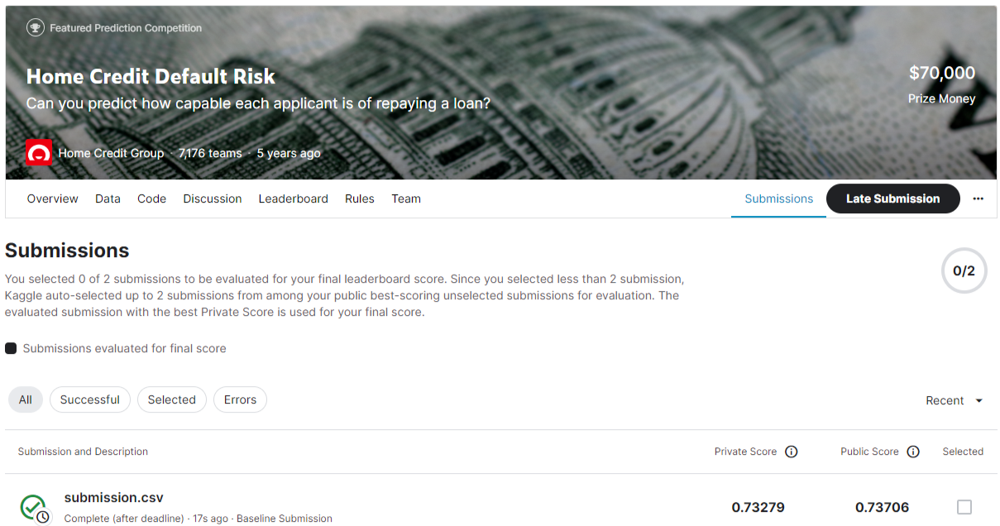 Featured Prediction Competition
Home Credit Default Risk
Can you predict how capable each applicant is of repaying a loan?
$70,000
Prize Money
Home Credit Group · 7,176 teams · 5 years ago
Overview Data Code Discussion Leaderboard Rules Team Submissions Late Submission ...
Submissions
0/2
You selected 0 of 2 submissions to be evaluated for your final leaderboard score. Since you selected less than 2 submission,
Kaggle auto-selected up to 2 submissions from among your public best-scoring unselected submissions for evaluation. The
evaluated submission with the best Private Score is used for your final score.
Submissions evaluated for final score
All Successful Selected Errors Recent
Submission and Description Private Score Public Score Selected
submission.csv
Complete (after deadline) · 17s ago · Baseline Submission
0.73279 0.73706